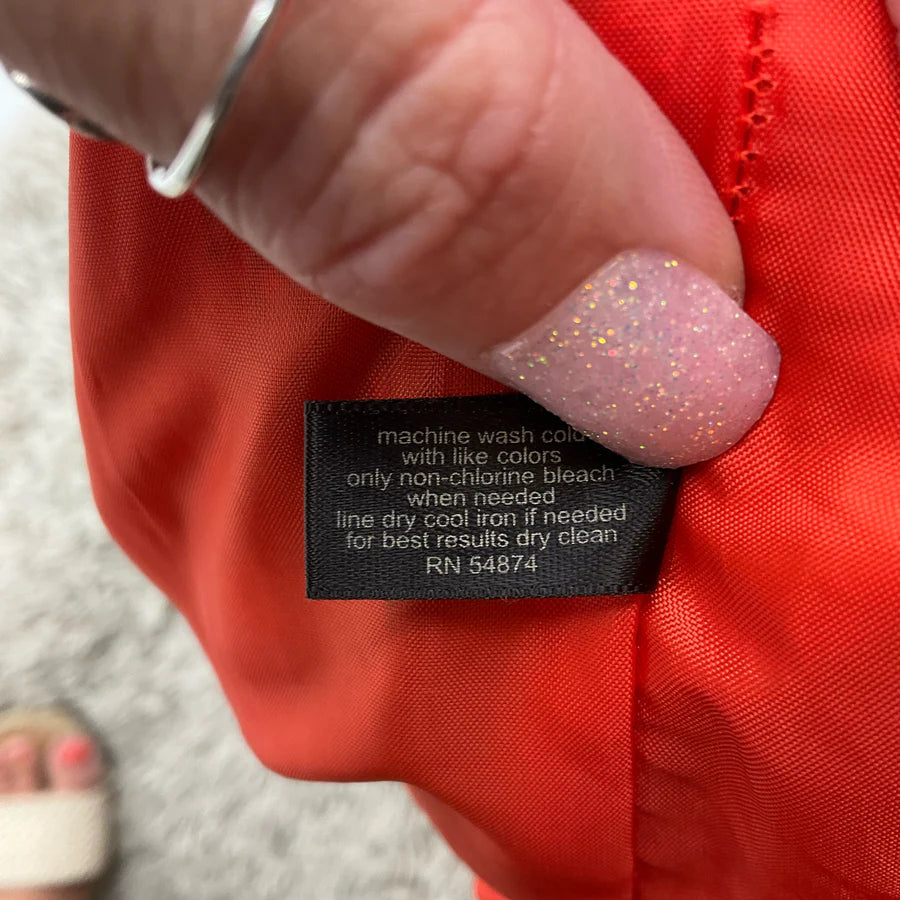 machine wash cold
with like colors
only non-chlorine bleach
when needed
line dry cool iron if needed
for best results dry clean
RN 54874